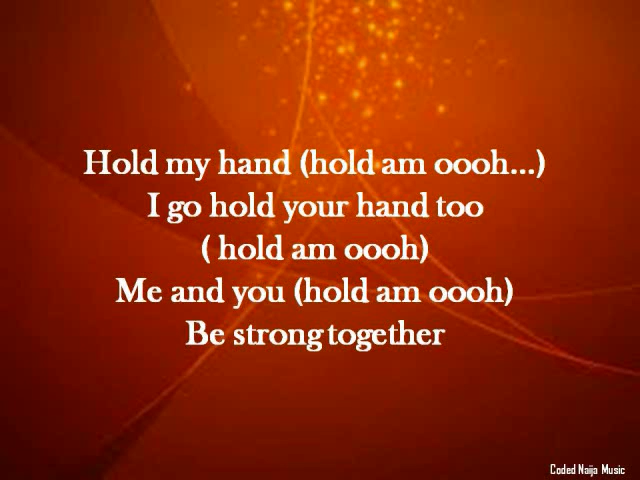 Hold my hand (hold am oooh...)
I go hold your hand too
( hold am oooh)
Me and you (hold am oooh)
Be strong together
Coded Naija Music